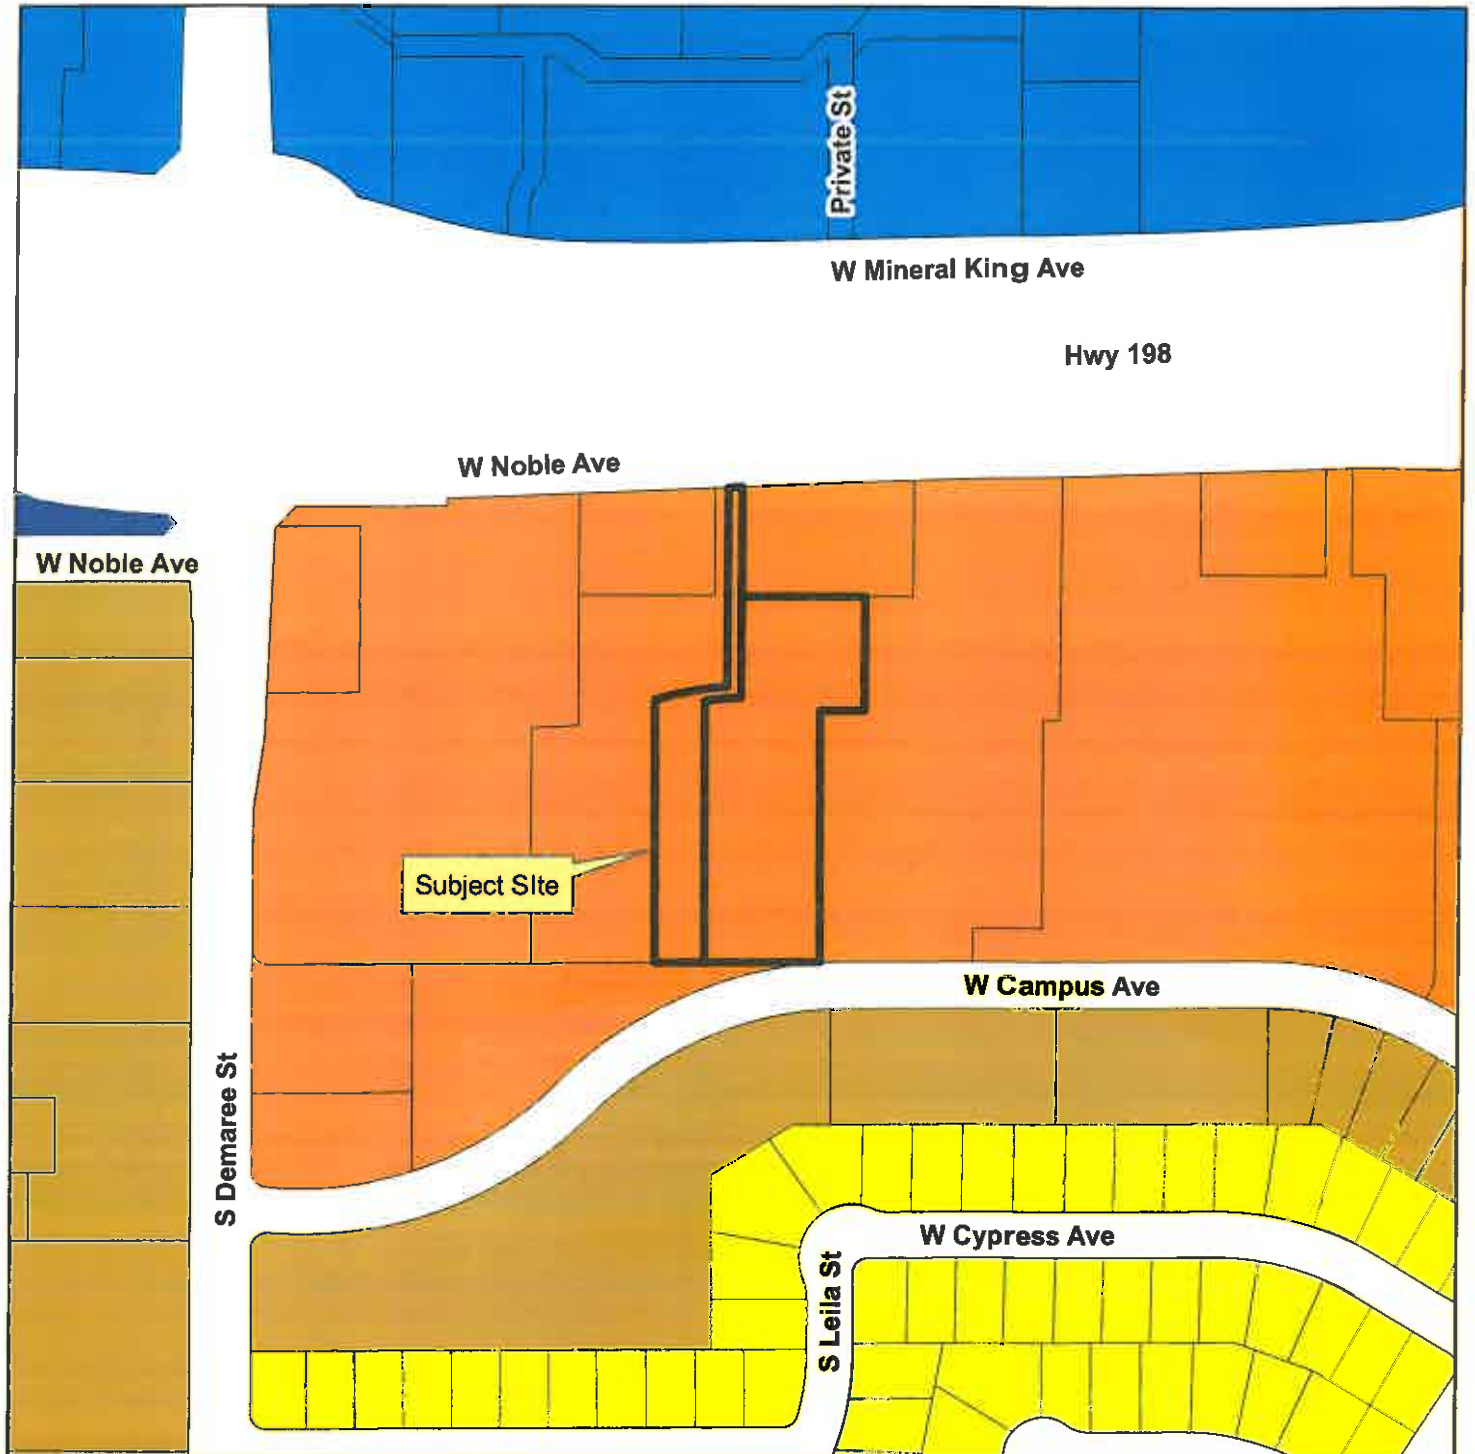 Private St
W Mineral King Ave
Hwy 198
W Noble Ave
W Noble Ave
Subject SIte
W Campus Ave
S Demaree St
W Cypress Ave
S Leila St